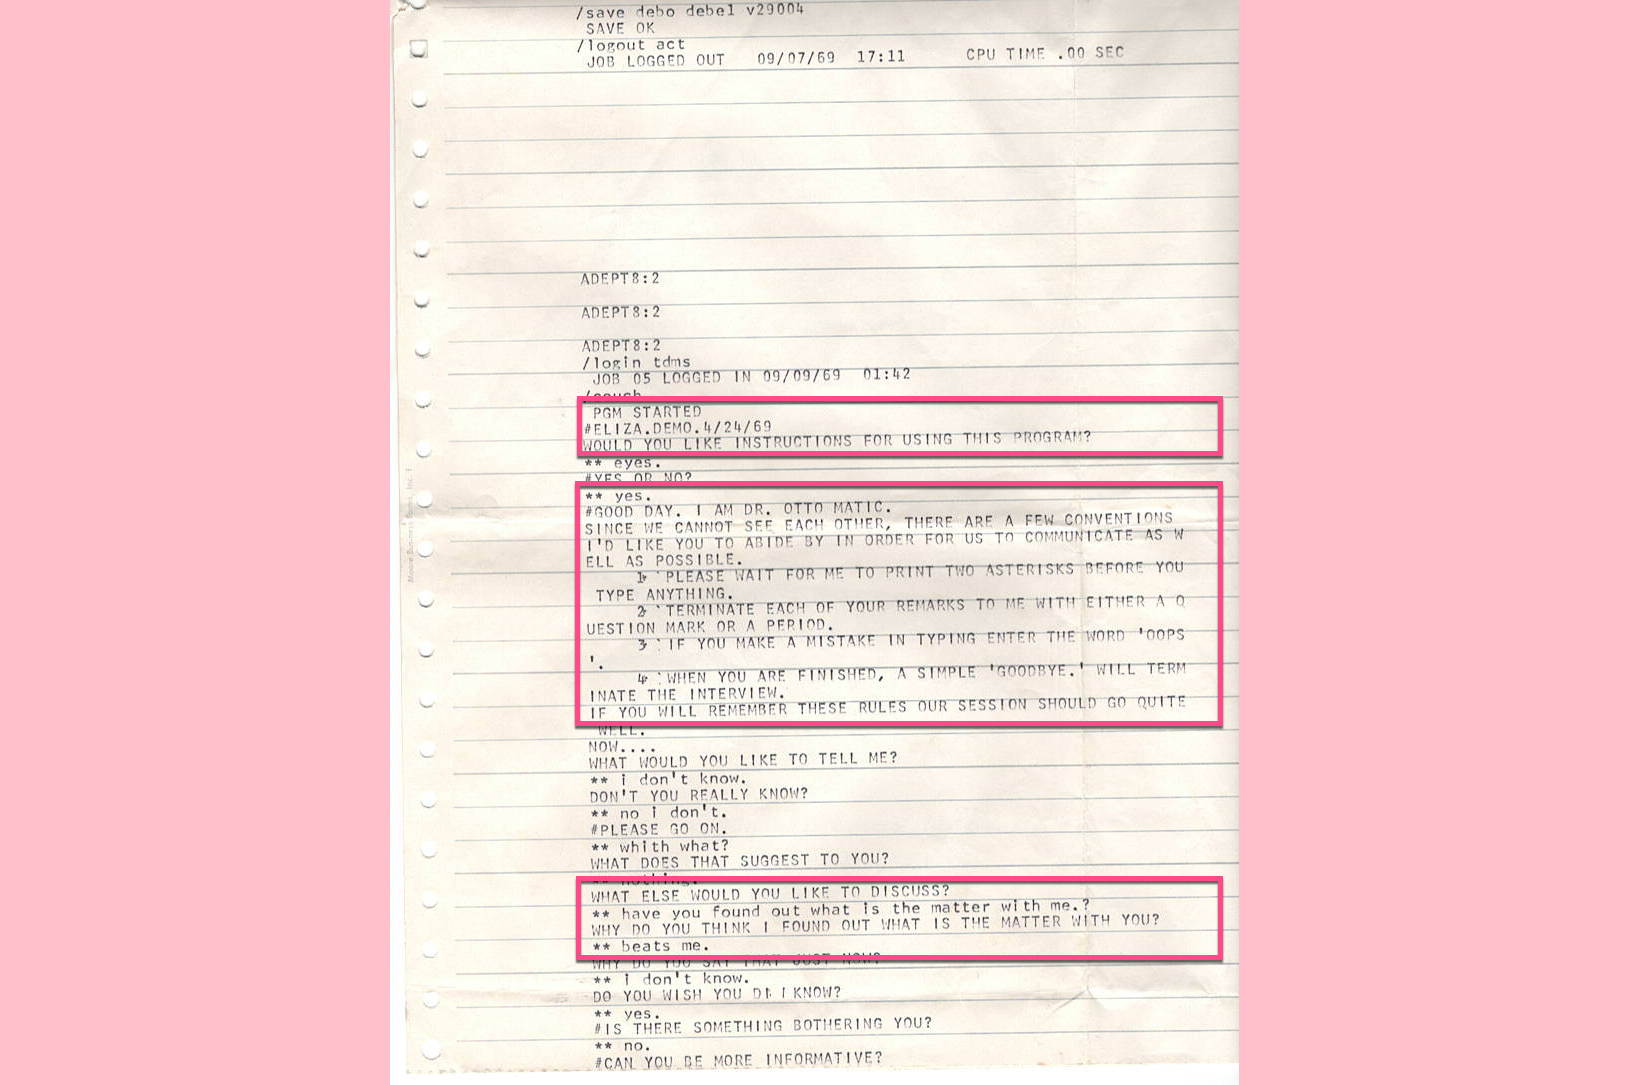 /save debo debel v29004
SAVE OK
/logout act
JOB LOGGED OUT 09/07/69 17:11 CPU TIME .00 SEC
ADEPT8:2
ADEPT8:2
ADEPT8:2
/login tdms
JOB 05 LOGGED IN 09/09/69 01:42
/couch
PGM STARTED
#ELIZA.DEMO.4/24/69
WOULD YOU LIKE INSTRUCTIONS FOR USING THIS PROGRAM?
** eyes.
#YES OR NO?
** yes.
#GOOD DAY. I AM DR. OTTO MATIC.
SINCE WE CANNOT SEE EACH OTHER, THERE ARE A FEW CONVENTIONS
I'D LIKE YOU TO ABIDE BY IN ORDER FOR US TO COMMUNICATE AS W
ELL AS POSSIBLE.
1 PLEASE WAIT FOR ME TO PRINT TWO ASTERISKS BEFORE YOU
TYPE ANYTHING.
2 TERMINATE EACH OF YOUR REMARKS TO ME WITH EITHER A Q
UESTION MARK OR A PERIOD.
3 IF YOU MAKE A MISTAKE IN TYPING ENTER THE WORD 'OOPS
'.
4 WHEN YOU ARE FINISHED, A SIMPLE 'GOODBYE.' WILL TERM
INATE THE INTERVIEW.
IF YOU WILL REMEMBER THESE RULES OUR SESSION SHOULD GO QUITE
WELL.
NOW....
WHAT WOULD YOU LIKE TO TELL ME?
** i don't know.
DON'T YOU REALLY KNOW?
** no i don't.
#PLEASE GO ON.
** whith what?
WHAT DOES THAT SUGGEST TO YOU?
** nothing.
WHAT ELSE WOULD YOU LIKE TO DISCUSS?
** have you found out what is the matter with me.?
WHY DO YOU THINK I FOUND OUT WHAT IS THE MATTER WITH YOU?
** beats me.
WHY DO YOU SAY THAT JUST NOW?
** i don't know.
DO YOU WISH YOU DID KNOW?
** yes.
#IS THERE SOMETHING BOTHERING YOU?
** no.
#CAN YOU BE MORE INFORMATIVE?